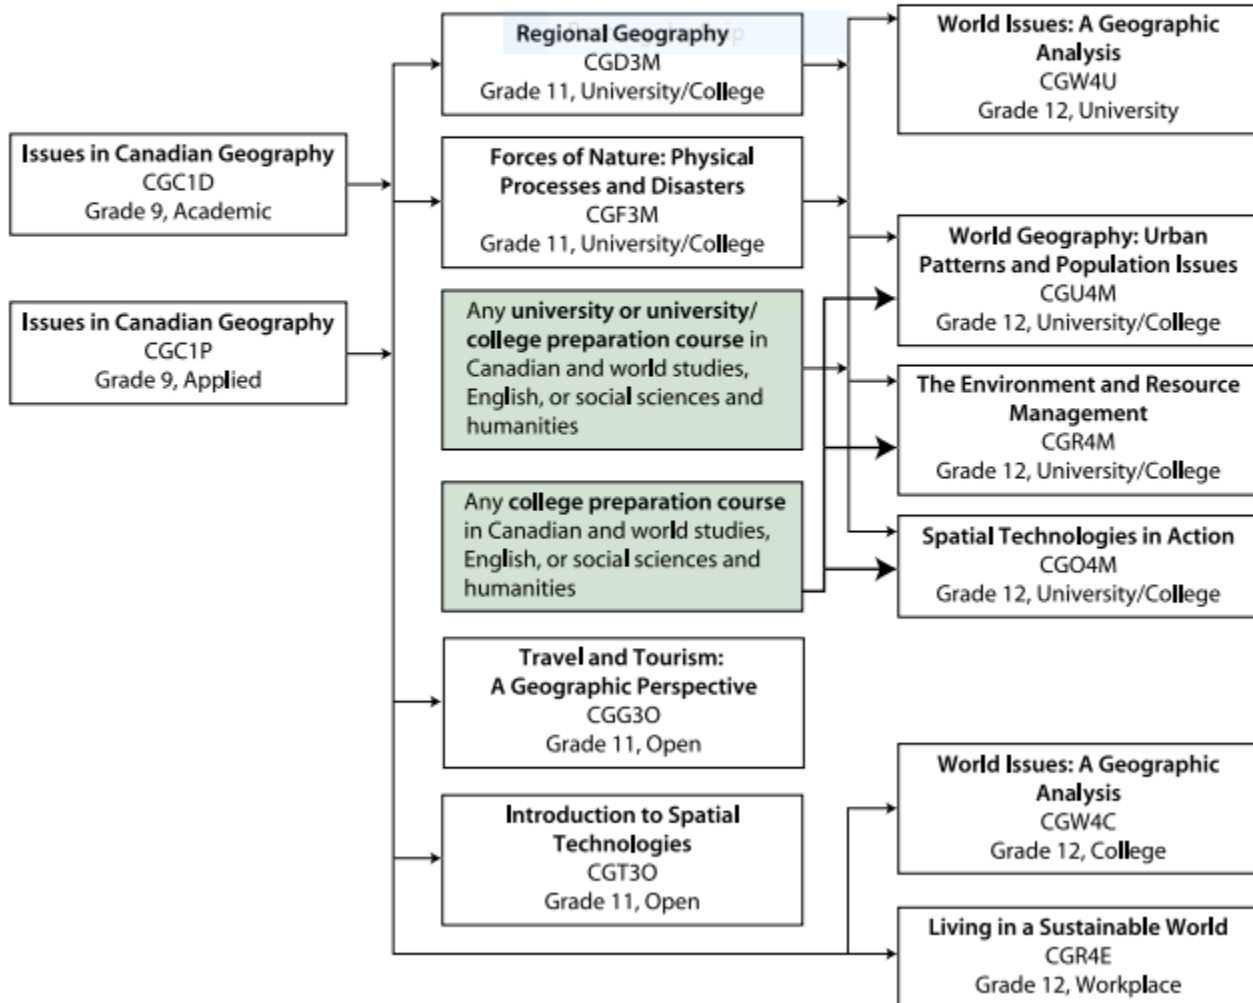 Issues in Canadian Geography
CGC1D
Grade 9, Academic
Issues in Canadian Geography
CGC1P
Grade 9, Applied
Regional Geography
CGD3M
Grade 11, University/College
Forces of Nature: Physical
Processes and Disasters
CGF3M
Grade 11, University/College
Any university or university/
college preparation course in
Canadian and world studies,
English, or social sciences and
humanities
Any college preparation course
in Canadian and world studies,
English, or social sciences and
humanities
Travel and Tourism:
A Geographic Perspective
CGG3O
Grade 11, Open
Introduction to Spatial
Technologies
CGT3O
Grade 11, Open
World Issues: A Geographic
Analysis
CGW4U
Grade 12, University
World Geography: Urban
Patterns and Population Issues
CGU4M
Grade 12, University/College
The Environment and Resource
Management
CGR4M
Grade 12, University/College
Spatial Technologies in Action
CGO4M
Grade 12, University/College
World Issues: A Geographic
Analysis
CGW4C
Grade 12, College
Living in a Sustainable World
CGR4E
Grade 12, Workplace